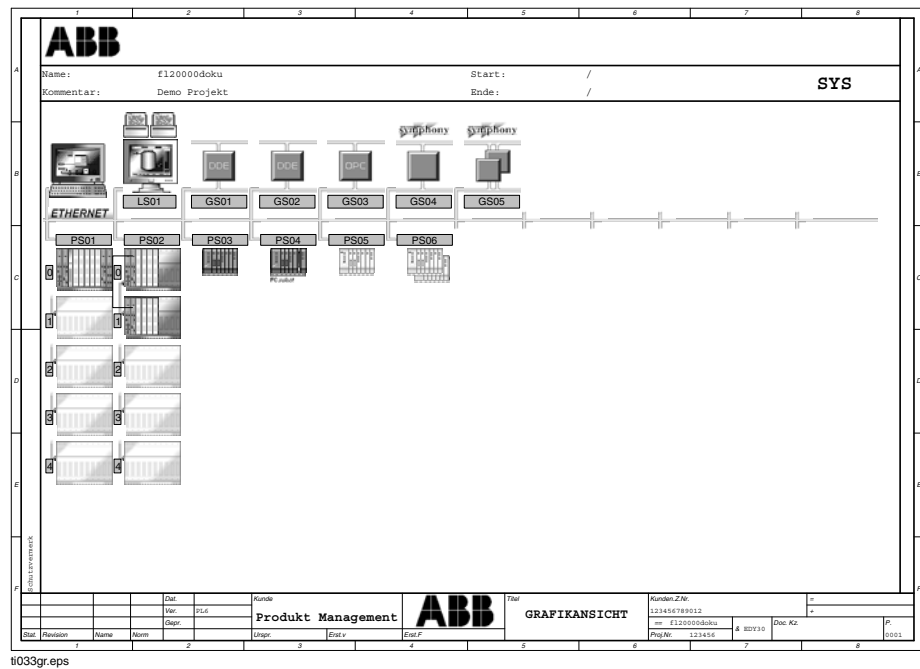 1 2 3 4 5 6 7 8
ABB
A A
Name: f120000doku Start: /
SYS
Kommentar: Demo Projekt Ende: /
symphony symphony
B DDE DDE OPC B
LS01 GS01 GS02 GS03 GS04 GS05
ETHERNET
PS01 PS02 PS03 PS04 PS05 PS06
C 0 0 C
1 1
D 2 2 D
3 3
4 4
E E
Schutzvermerk
F F
Dat. Kunde Titel Kunden.Z.Nr. =
Ver. PL6 123456789012 +
Gepr. Produkt Management ABB GRAFIKANSICHT == f120000doku & EDY30 Doc. Kz. P.
Stat. Revision Name Norm Urspr. Erst.v Erst.F Proj.Nr. 123456 0001
1 2 3 4 5 6 7 8
ti033gr.eps